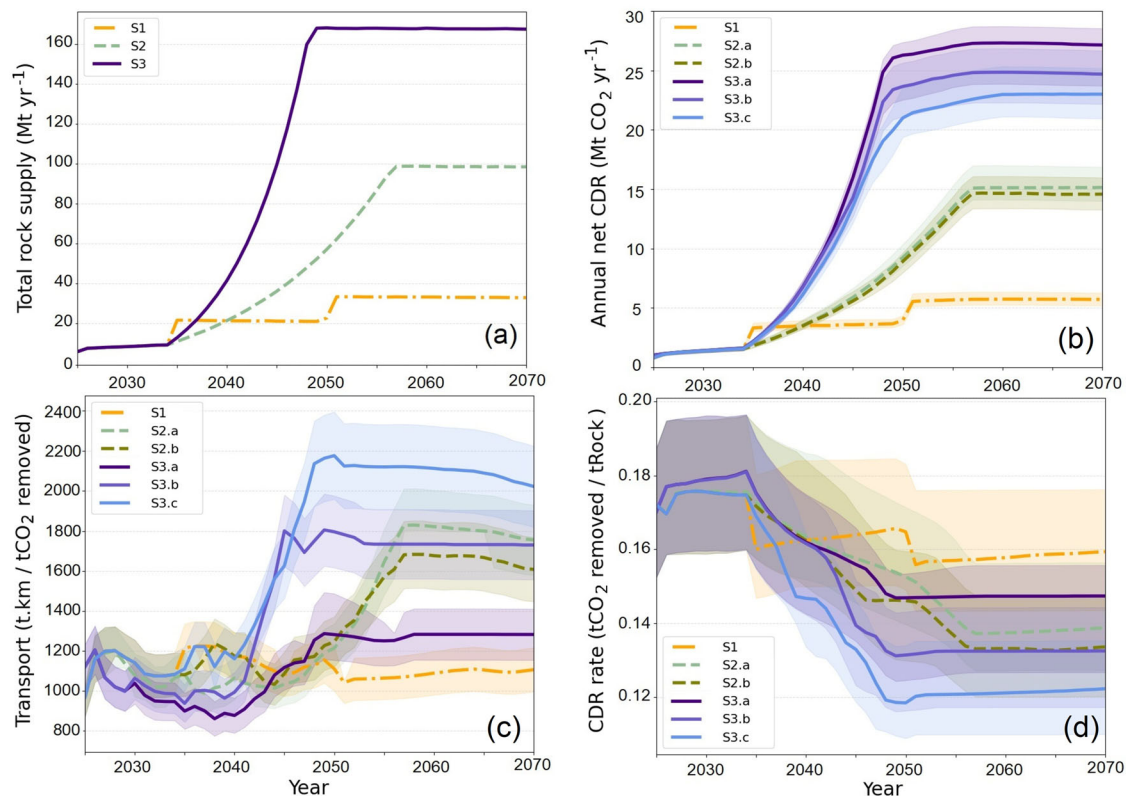 Total rock supply (Mt yr⁻¹)
160
140
120
100
80
60
40
20
0
S1
S2
S3
(a)
2030
2040
2050
2060
2070
Annual net CDR (Mt CO₂ yr⁻¹)
30
25
20
15
10
5
0
S1
S2.a
S2.b
S3.a
S3.b
S3.c
(b)
2030
2040
2050
2060
2070
Transport (t.km / tCO₂ removed)
2400
2200
2000
1800
1600
1400
1200
1000
800
S1
S2.a
S2.b
S3.a
S3.b
S3.c
(c)
2030
2040
2050
2060
2070
Year
CDR rate (tCO₂ removed / tRock)
0.20
0.18
0.16
0.14
0.12
S1
S2.a
S2.b
S3.a
S3.b
S3.c
(d)
2030
2040
2050
2060
2070
Year